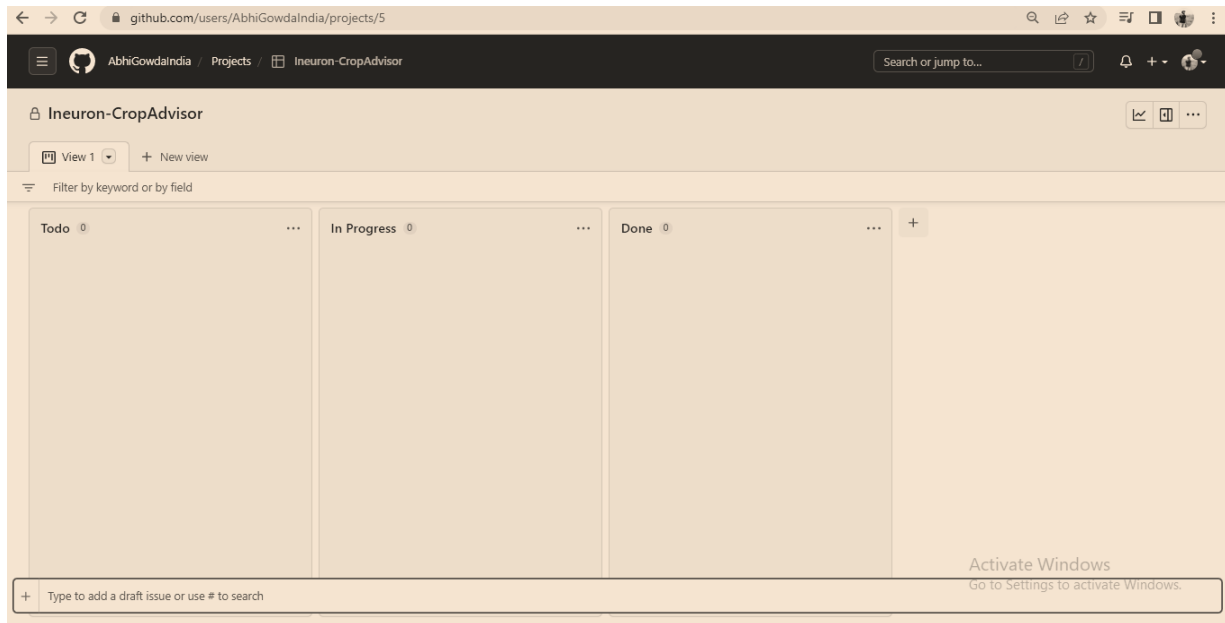 github.com/users/AbhiGowdaIndia/projects/5
AbhiGowdaIndia / Projects / Ineuron-CropAdvisor
Search or jump to... /
Ineuron-CropAdvisor
View 1
+ New view
Filter by keyword or by field
Todo 0 ...
In Progress 0 ...
Done 0 ...
+
Activate Windows
Go to Settings to activate Windows.
+ Type to add a draft issue or use # to search